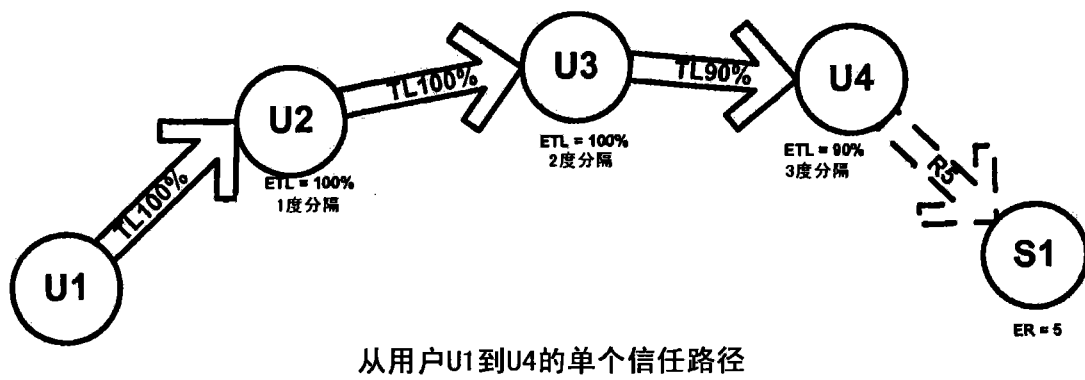 U1
TL100%
U2
ETL = 100%
1度分隔
TL100%
U3
ETL = 100%
2度分隔
TL90%
U4
ETL = 90%
3度分隔
R5
S1
ER = 5
从用户U1到U4的单个信任路径